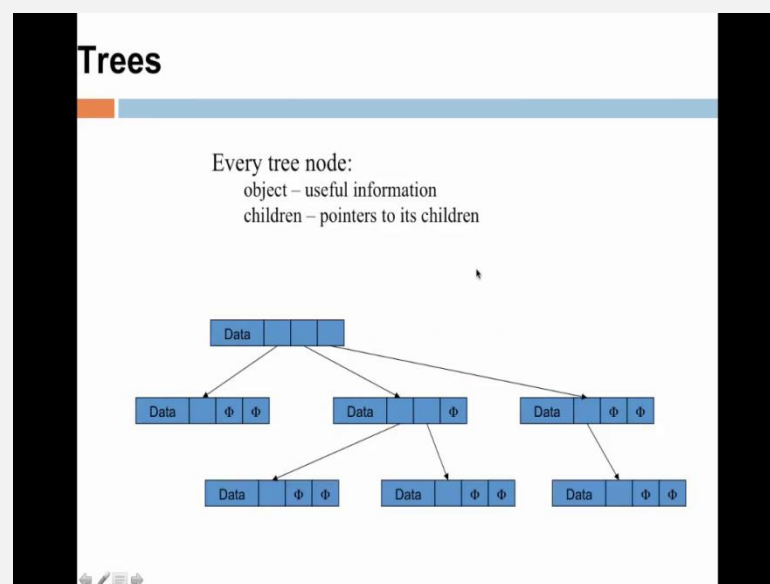 Trees
Every tree node:
object – useful information
children – pointers to its children
Data
Data Φ Φ
Data Φ
Data Φ Φ
Data Φ Φ
Data Φ Φ
Data Φ Φ